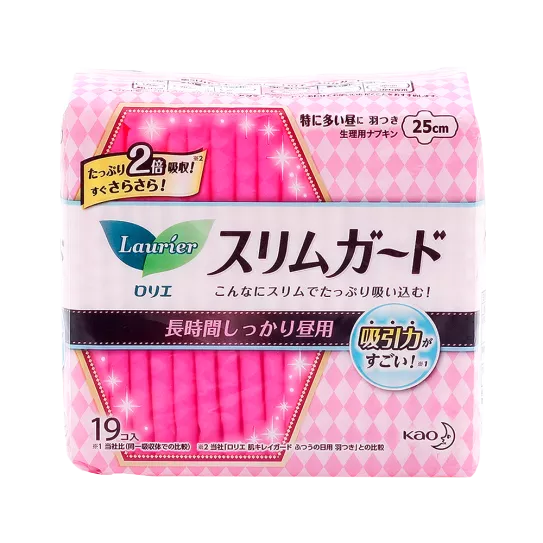 特に多い昼に 羽つき
生理用ナプキン
25cm
たっぷり2倍吸収!※2
すぐさらさら!
Laurier
ロリエ
スリムガード
こんなにスリムでたっぷり吸い込む!
長時間しっかり昼用
吸引力が
すごい!※1
19コ入
※1 当社比(同一吸収体での比較) ※2 当社「ロリエ 肌キレイガード ふつうの日用 羽つき」との比較
Kao